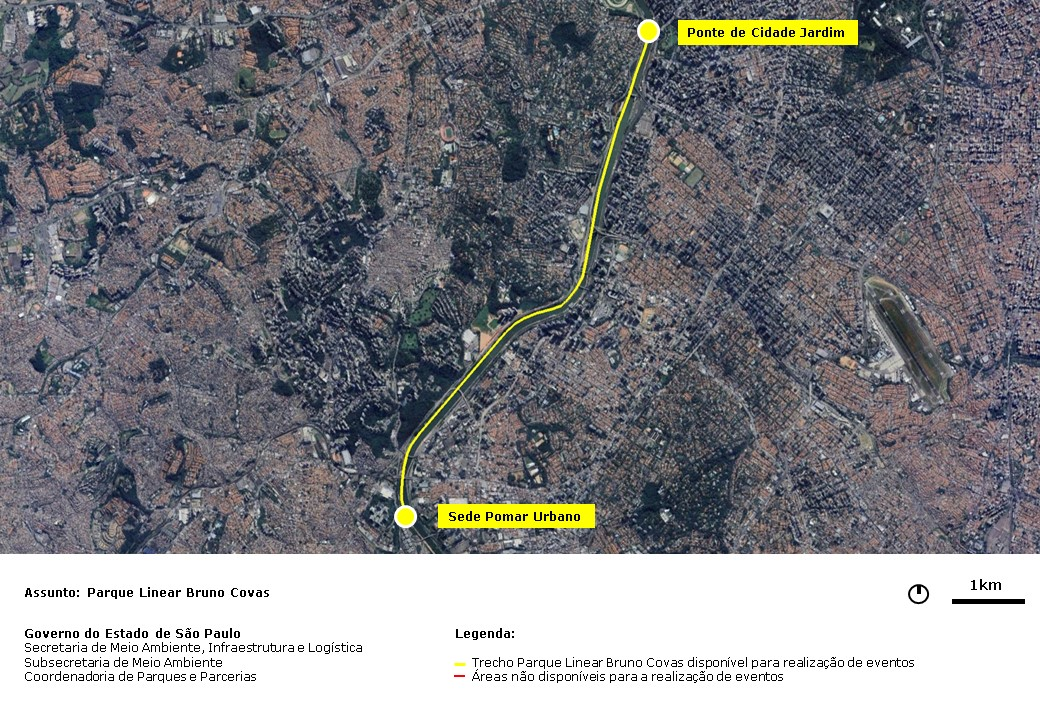 Ponte de Cidade Jardim
Sede Pomar Urbano
Assunto: Parque Linear Bruno Covas
1km
Governo do Estado de São Paulo
Secretaria de Meio Ambiente, Infraestrutura e Logística
Subsecretaria de Meio Ambiente
Coordenadoria de Parques e Parcerias
Legenda:
Trecho Parque Linear Bruno Covas disponível para realização de eventos
Áreas não disponíveis para a realização de eventos